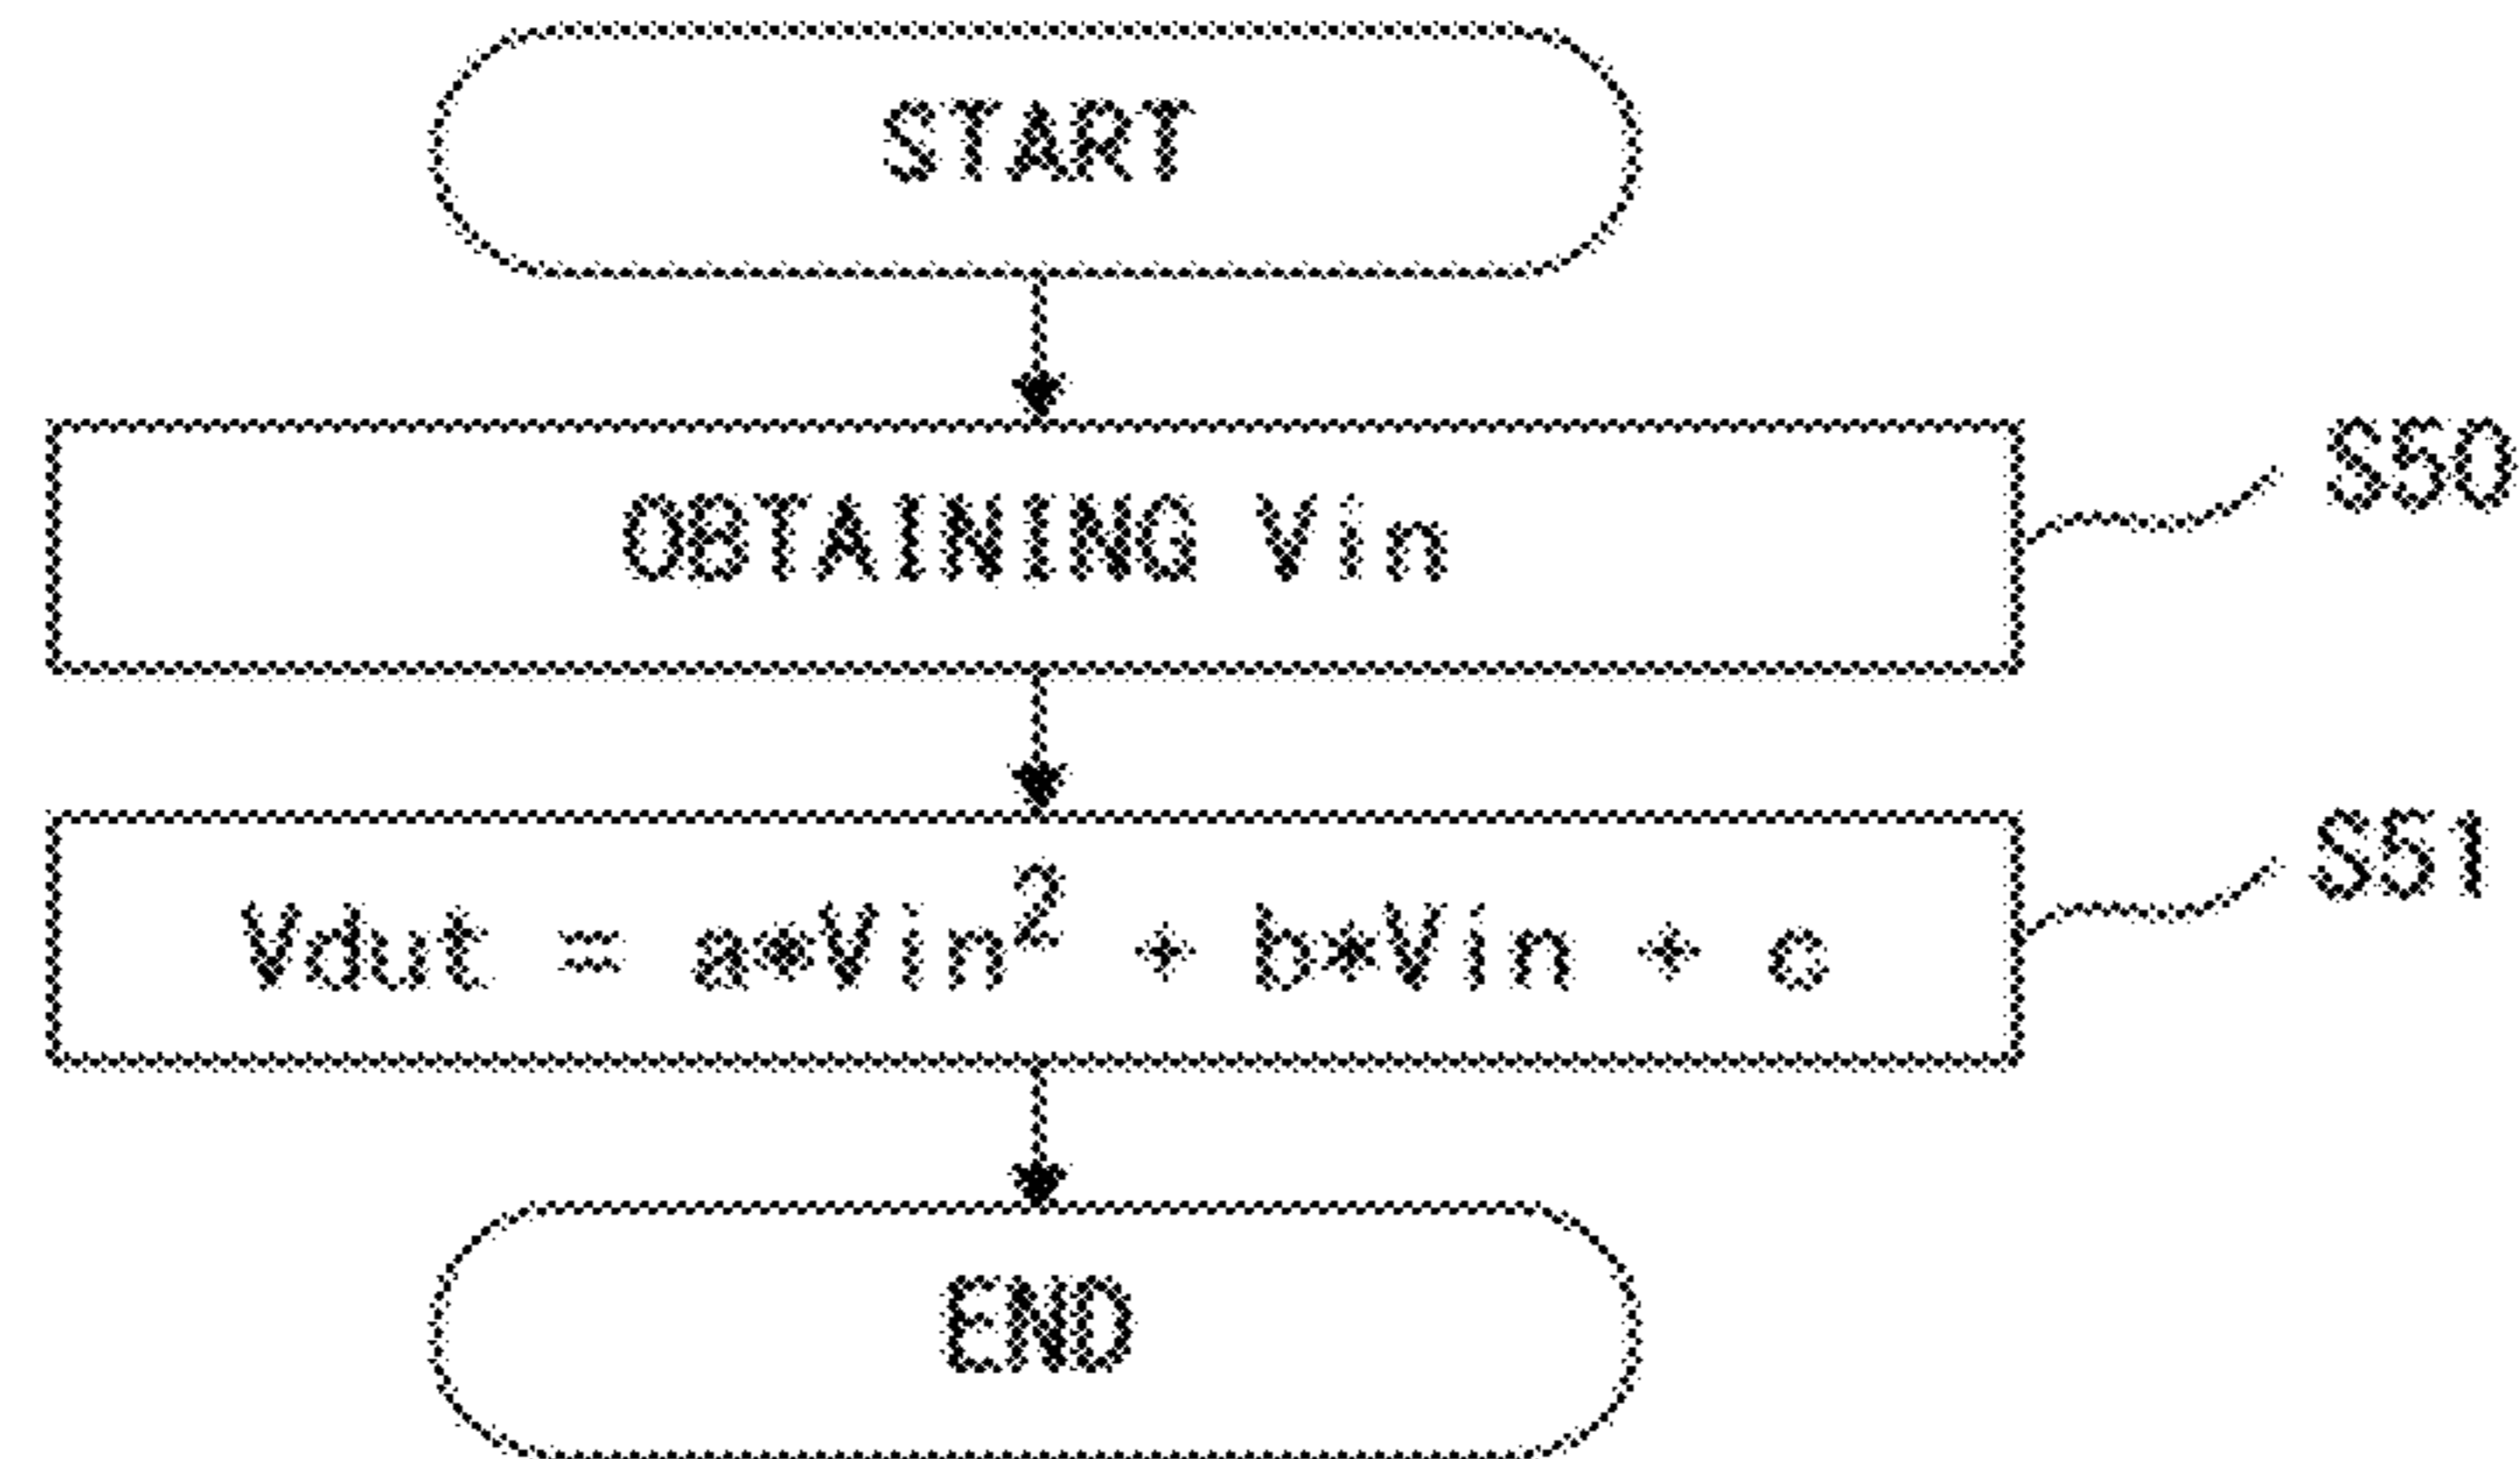 START
OBTAINING Vin
S50
Vdut = a*Vin² + b*Vin + c
S51
END